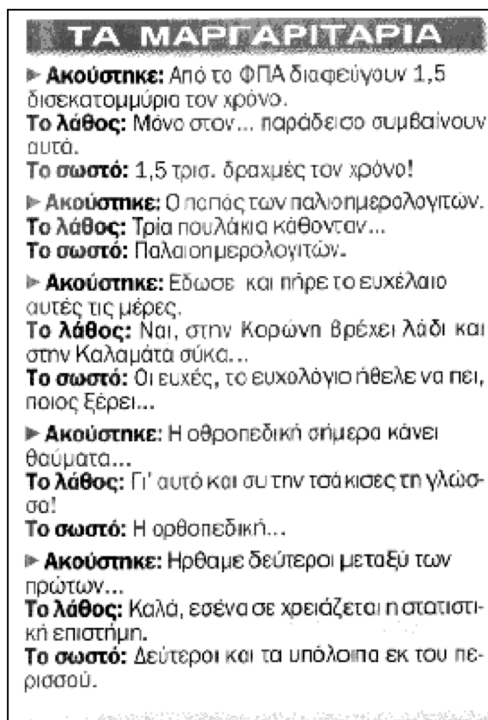 ΤΑ ΜΑΡΓΑΡΙΤΑΡΙΑ
▶ Ακούστηκε: Από το ΦΠΑ διαφεύγουν 1,5
δισεκατομμύρια τον χρόνο.
Το λάθος: Μόνο στον... παράδεισο συμβαίνουν
αυτά.
Το σωστό: 1,5 τρισ. δραχμές τον χρόνο!
▶ Ακούστηκε: Ο παπάς των παλιοημερολογιτών.
Το λάθος: Τρία πουλάκια κάθονταν...
Το σωστό: Παλαιοημερολογιτών.
▶ Ακούστηκε: Εδωσε και πήρε το ευχέλαιο
αυτές τις μέρες.
Το λάθος: Ναι, στην Κορώνη βρέχει λάδι και
στην Καλαμάτα σύκα...
Το σωστό: Οι ευχές, το ευχολόγιο ήθελε να πει,
ποιος ξέρει...
▶ Ακούστηκε: Η οθροπεδική σήμερα κάνει
θαύματα...
Το λάθος: Γι' αυτό και συ την τσάκισες τη γλώσ-
σα!
Το σωστό: Η ορθοπεδική...
▶ Ακούστηκε: Ηρθαμε δεύτεροι μεταξύ των
πρώτων...
Το λάθος: Καλά, εσένα σε χρειάζεται η στατιστι-
κή επιστήμη.
Το σωστό: Δεύτεροι και τα υπόλοιπα εκ του πε-
ρισσού.